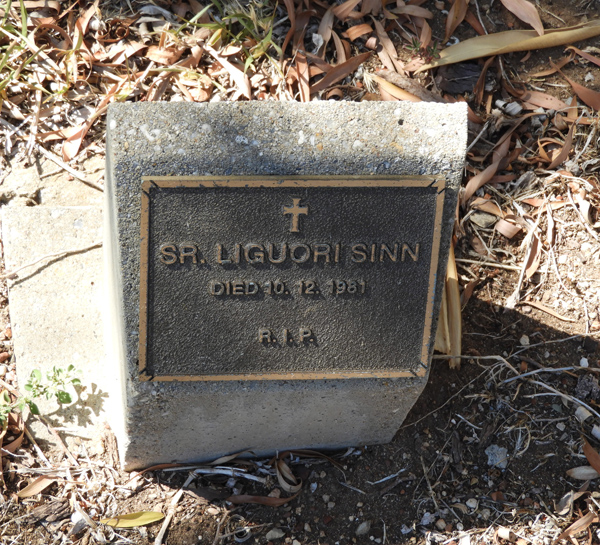 SR. LIGUORI SINN
DIED 10. 12. 1981
R. I. P.